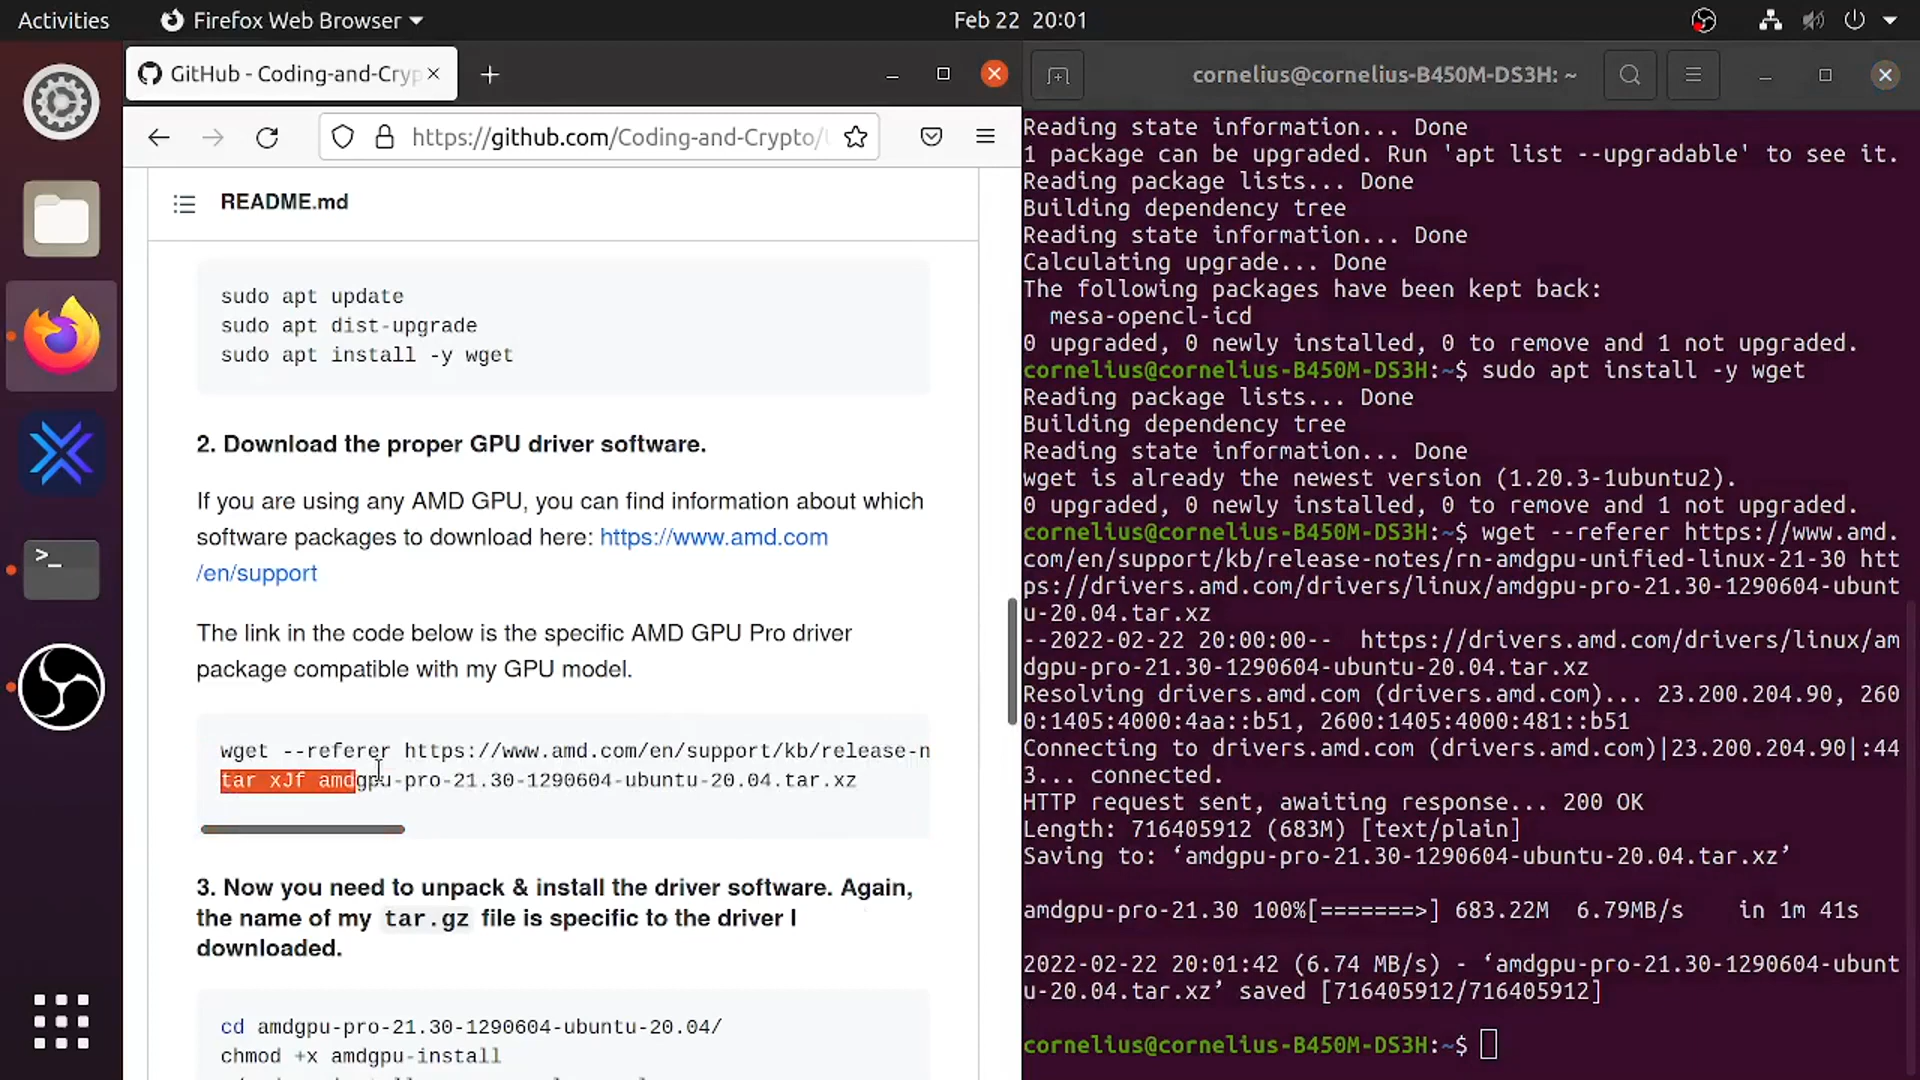 Activities
Firefox Web Browser
Feb 22 20:01
GitHub - Coding-and-Cryp
https://github.com/Coding-and-Crypto/
README.md
sudo apt update
sudo apt dist-upgrade
sudo apt install -y wget
2. Download the proper GPU driver software.
If you are using any AMD GPU, you can find information about which
software packages to download here: https://www.amd.com
/en/support
The link in the code below is the specific AMD GPU Pro driver
package compatible with my GPU model.
wget --referer https://www.amd.com/en/support/kb/release-n
tar xJf amdgpu-pro-21.30-1290604-ubuntu-20.04.tar.xz
3. Now you need to unpack & install the driver software. Again,
the name of my tar.gz file is specific to the driver I
downloaded.
cd amdgpu-pro-21.30-1290604-ubuntu-20.04/
chmod +x amdgpu-install
cornelius@cornelius-B450M-DS3H: ~
Reading state information... Done
1 package can be upgraded. Run 'apt list --upgradable' to see it.
Reading package lists... Done
Building dependency tree
Reading state information... Done
Calculating upgrade... Done
The following packages have been kept back:
mesa-opencl-icd
0 upgraded, 0 newly installed, 0 to remove and 1 not upgraded.
cornelius@cornelius-B450M-DS3H:~$ sudo apt install -y wget
Reading package lists... Done
Building dependency tree
Reading state information... Done
wget is already the newest version (1.20.3-1ubuntu2).
0 upgraded, 0 newly installed, 0 to remove and 1 not upgraded.
cornelius@cornelius-B450M-DS3H:~$ wget --referer https://www.amd.
com/en/support/kb/release-notes/rn-amdgpu-unified-linux-21-30 htt
ps://drivers.amd.com/drivers/linux/amdgpu-pro-21.30-1290604-ubunt
u-20.04.tar.xz
--2022-02-22 20:00:00-- https://drivers.amd.com/drivers/linux/am
dgpu-pro-21.30-1290604-ubuntu-20.04.tar.xz
Resolving drivers.amd.com (drivers.amd.com)... 23.200.204.90, 260
0:1405:4000:4aa::b51, 2600:1405:4000:481::b51
Connecting to drivers.amd.com (drivers.amd.com)|23.200.204.90|:44
3... connected.
HTTP request sent, awaiting response... 200 OK
Length: 716405912 (683M) [text/plain]
Saving to: ‘amdgpu-pro-21.30-1290604-ubuntu-20.04.tar.xz’
amdgpu-pro-21.30 100%[=======>] 683.22M 6.79MB/s in 1m 41s
2022-02-22 20:01:42 (6.74 MB/s) - ‘amdgpu-pro-21.30-1290604-ubunt
u-20.04.tar.xz’ saved [716405912/716405912]
cornelius@cornelius-B450M-DS3H:~$